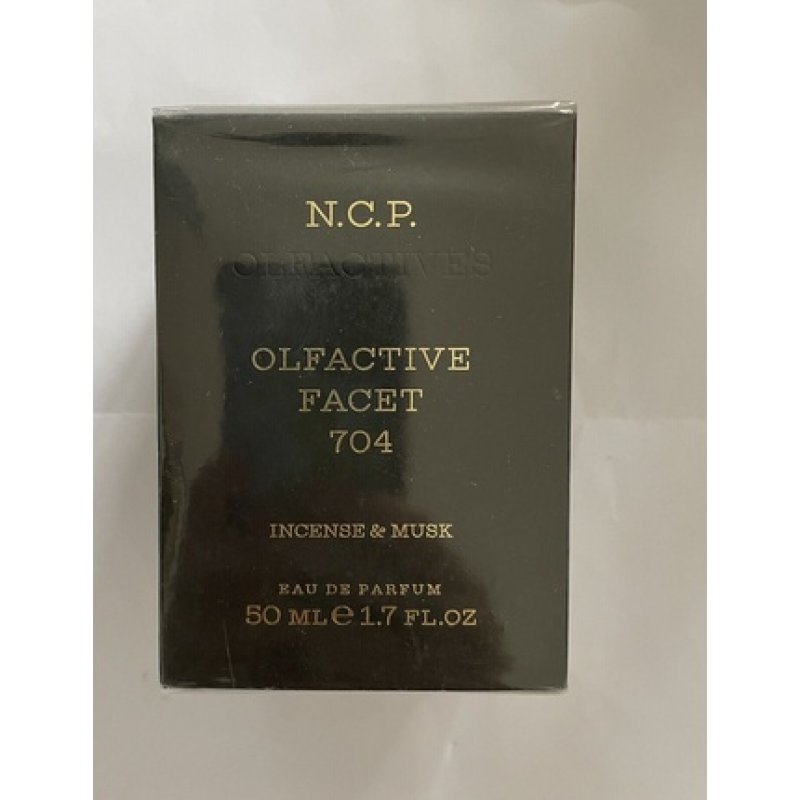 N.C.P.
OLFACTIVES
OLFACTIVE
FACET
704
INCENSE & MUSK
EAU DE PARFUM
50 ML ℮ 1.7 FL.OZ